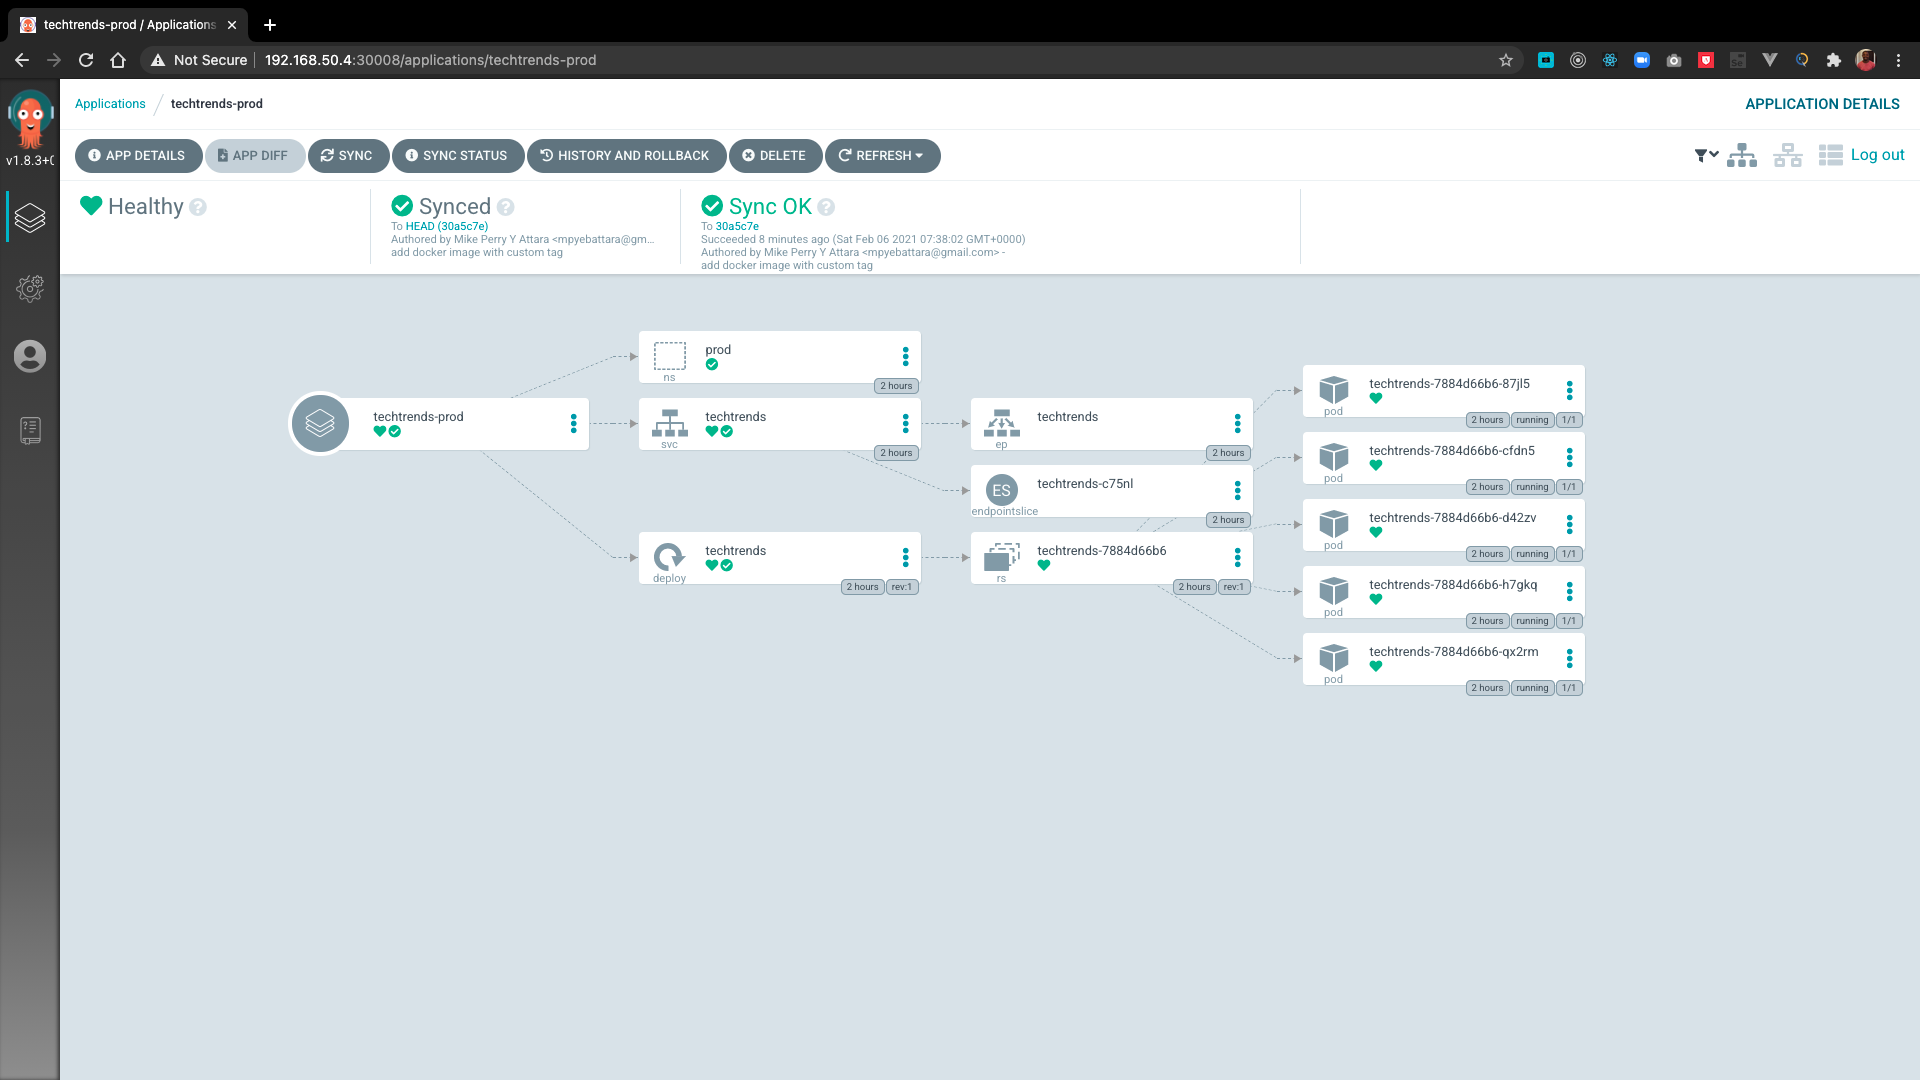 techtrends-prod / Applications
Not Secure
192.168.50.4:30008/applications/techtrends-prod
v1.8.3+
Applications
techtrends-prod
APPLICATION DETAILS
APP DETAILS
APP DIFF
SYNC
SYNC STATUS
HISTORY AND ROLLBACK
DELETE
REFRESH
Log out
Healthy
Synced
To HEAD (30a5c7e)
Authored by Mike Perry Y Attara <mpyebattara@gm...
add docker image with custom tag
Sync OK
To 30a5c7e
Succeeded 8 minutes ago (Sat Feb 06 2021 07:38:02 GMT+0000)
Authored by Mike Perry Y Attara <mpyebattara@gmail.com> -
add docker image with custom tag
techtrends-prod
prod
ns
2 hours
techtrends
svc
2 hours
techtrends
deploy
2 hours rev:1
techtrends
ep
2 hours
ES
techtrends-c75nl
endpointslice
2 hours
techtrends-7884d66b6
rs
2 hours rev:1
techtrends-7884d66b6-87jl5
pod
2 hours running 1/1
techtrends-7884d66b6-cfdn5
pod
2 hours running 1/1
techtrends-7884d66b6-d42zv
pod
2 hours running 1/1
techtrends-7884d66b6-h7gkq
pod
2 hours running 1/1
techtrends-7884d66b6-qx2rm
pod
2 hours running 1/1